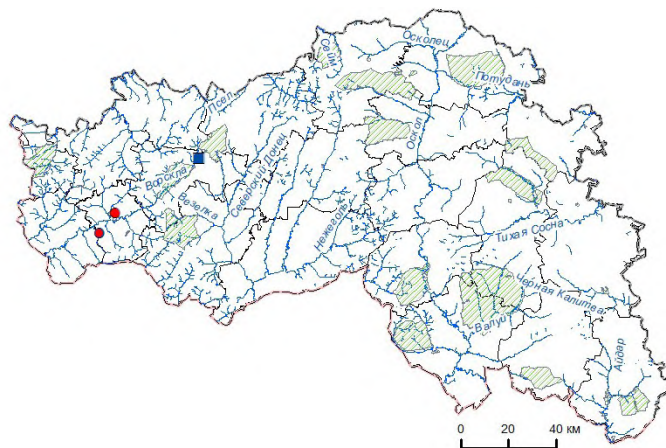 Осколец
Сейм
Потудань
Псел
Оскол
Северский Донец
Ворскла
Везелка
Нежеголь
Тихая Сосна
Черная Калитва
Валуй
Айдар
0 20 40 км